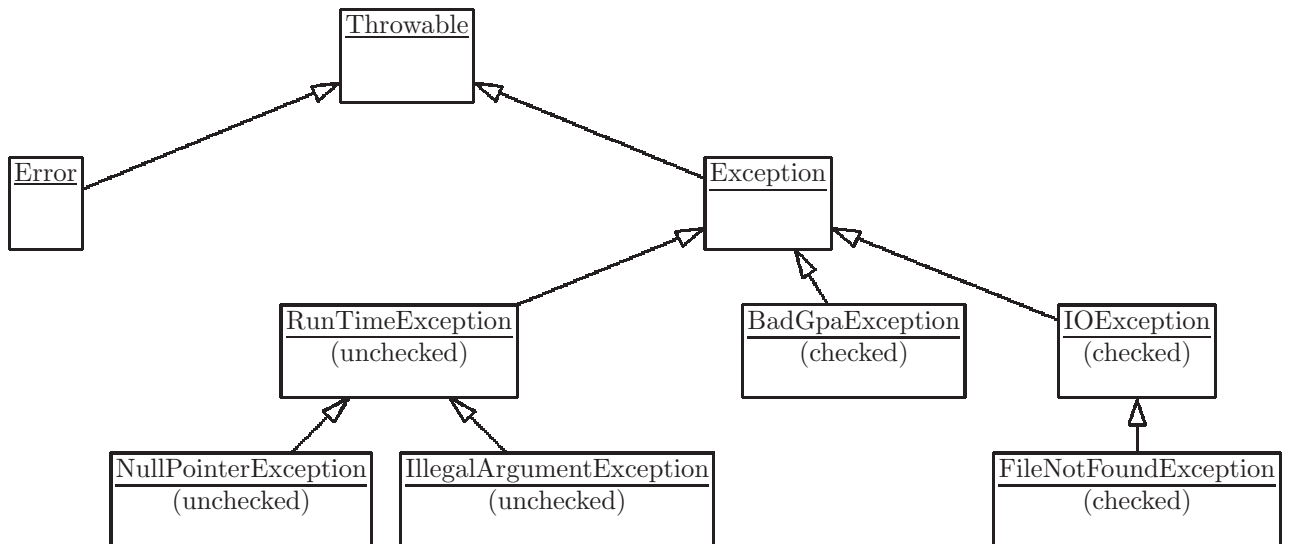 Throwable
Error
Exception
RunTimeException
(unchecked)
BadGpaException
(checked)
IOException
(checked)
NullPointerException
(unchecked)
IllegalArgumentException
(unchecked)
FileNotFoundException
(checked)